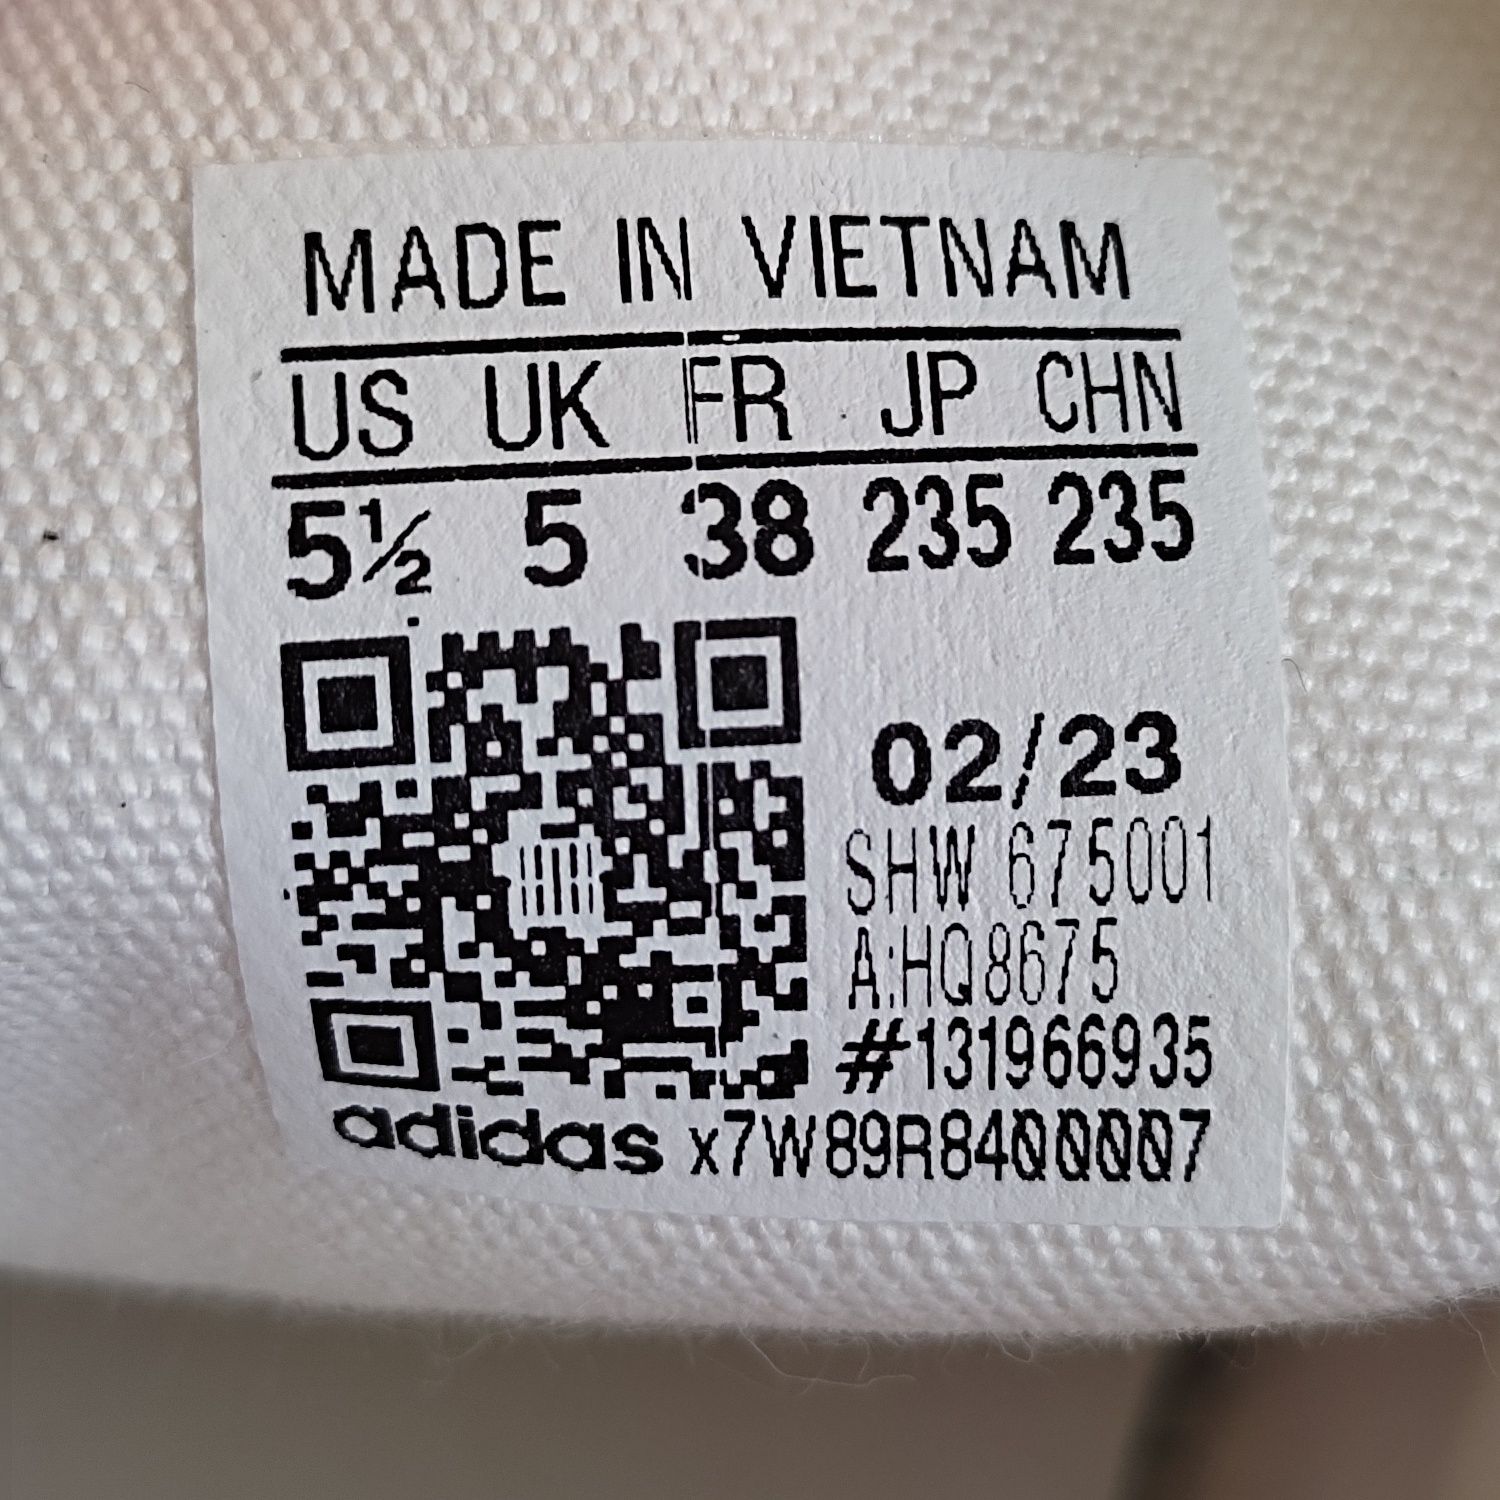 MADE IN VIETNAM
US UK FR JP CHN
5½ 5 38 235 235
02/23
SHW 675001
A:HQ8675
#131966935
adidas x7W89R8400007